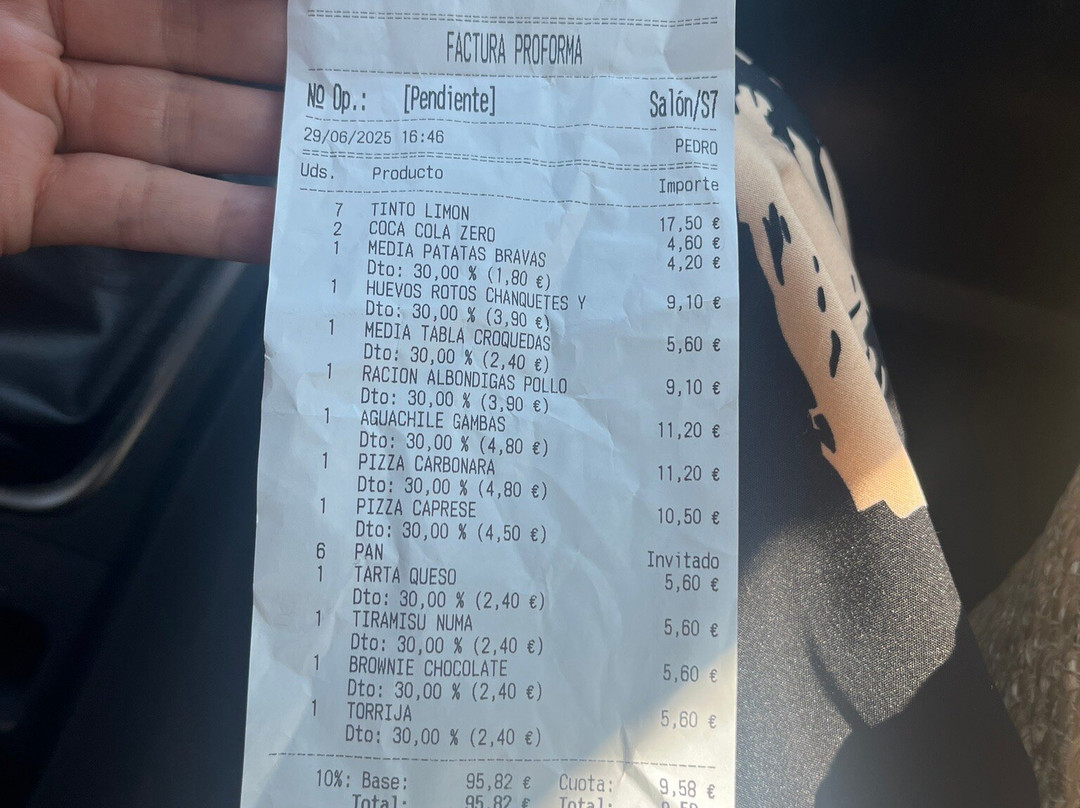 FACTURA PROFORMA
Nº Op.: [Pendiente] Salón/S7
29/06/2025 16:46 PEDRO
Uds. Producto Importe
7 TINTO LIMON 17,50 €
2 COCA COLA ZERO 4,60 €
1 MEDIA PATATAS BRAVAS 4,20 €
Dto: 30,00 % (1,80 €)
1 HUEVOS ROTOS CHANQUETES Y 9,10 €
Dto: 30,00 % (3,90 €)
1 MEDIA TABLA CROQUEDAS 5,60 €
Dto: 30,00 % (2,40 €)
1 RACION ALBONDIGAS POLLO 9,10 €
Dto: 30,00 % (3,90 €)
1 AGUACHILE GAMBAS 11,20 €
Dto: 30,00 % (4,80 €)
1 PIZZA CARBONARA 11,20 €
Dto: 30,00 % (4,80 €)
1 PIZZA CAPRESE 10,50 €
Dto: 30,00 % (4,50 €)
6 PAN Invitado
1 TARTA QUESO 5,60 €
Dto: 30,00 % (2,40 €)
1 TIRAMISU NUMA 5,60 €
Dto: 30,00 % (2,40 €)
1 BROWNIE CHOCOLATE 5,60 €
Dto: 30,00 % (2,40 €)
1 TORRIJA 5,60 €
Dto: 30,00 % (2,40 €)
10%: Base: 95,82 € Cuota: 9,58 €
Total: 95,82 € Total: